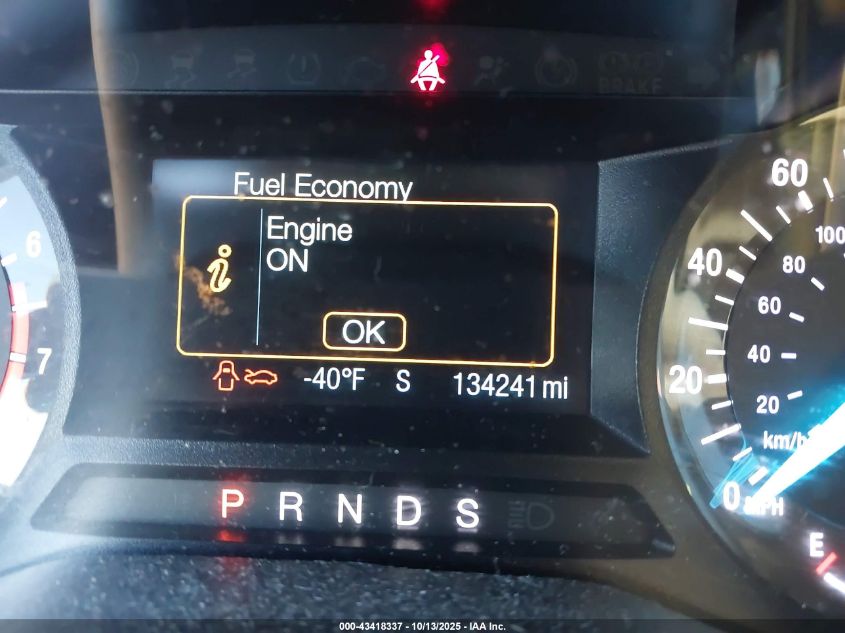 BRAKE
Fuel Economy
Engine
ON
OK
-40°F S 134241 mi
P R N D S
6
7
60
40
20
0 MPH
100
80
60
40
20
km/h
E
000-43418337 - 10/13/2025 - IAA Inc.